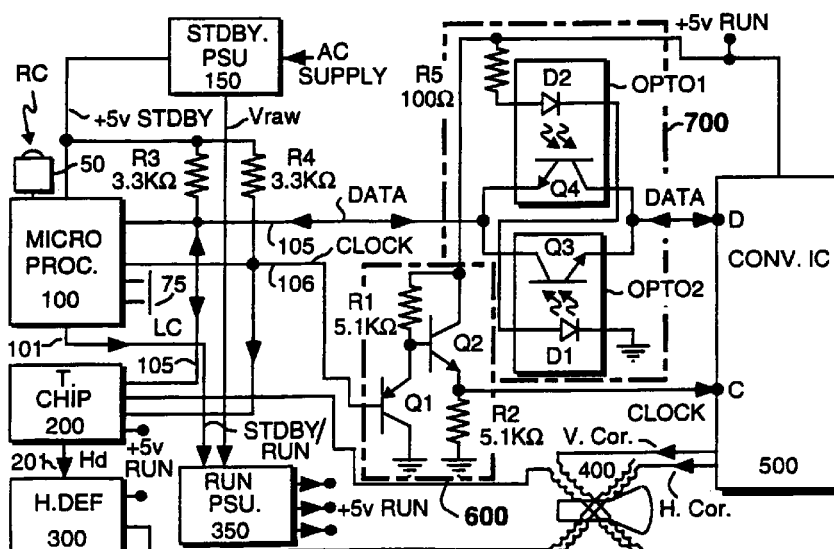 STDBY.
PSU
150
AC
SUPPLY
+5v RUN
RC
+5v STDBY
Vraw
R5
100Ω
D2
OPTO1
700
50
R3
3.3KΩ
R4
3.3KΩ
Q4
DATA
DATA
MICRO
PROC.
100
105
CLOCK
106
75
LC
D
CONV. IC
Q3
OPTO2
D1
R1
5.1KΩ
Q2
101
105
T.
CHIP
200
Q1
R2
5.1KΩ
CLOCK
C
+5v
RUN
STDBY/
RUN
V. Cor.
400
500
201
Hd
RUN
PSU.
350
+5v RUN
600
H. Cor.
H.DEF
300